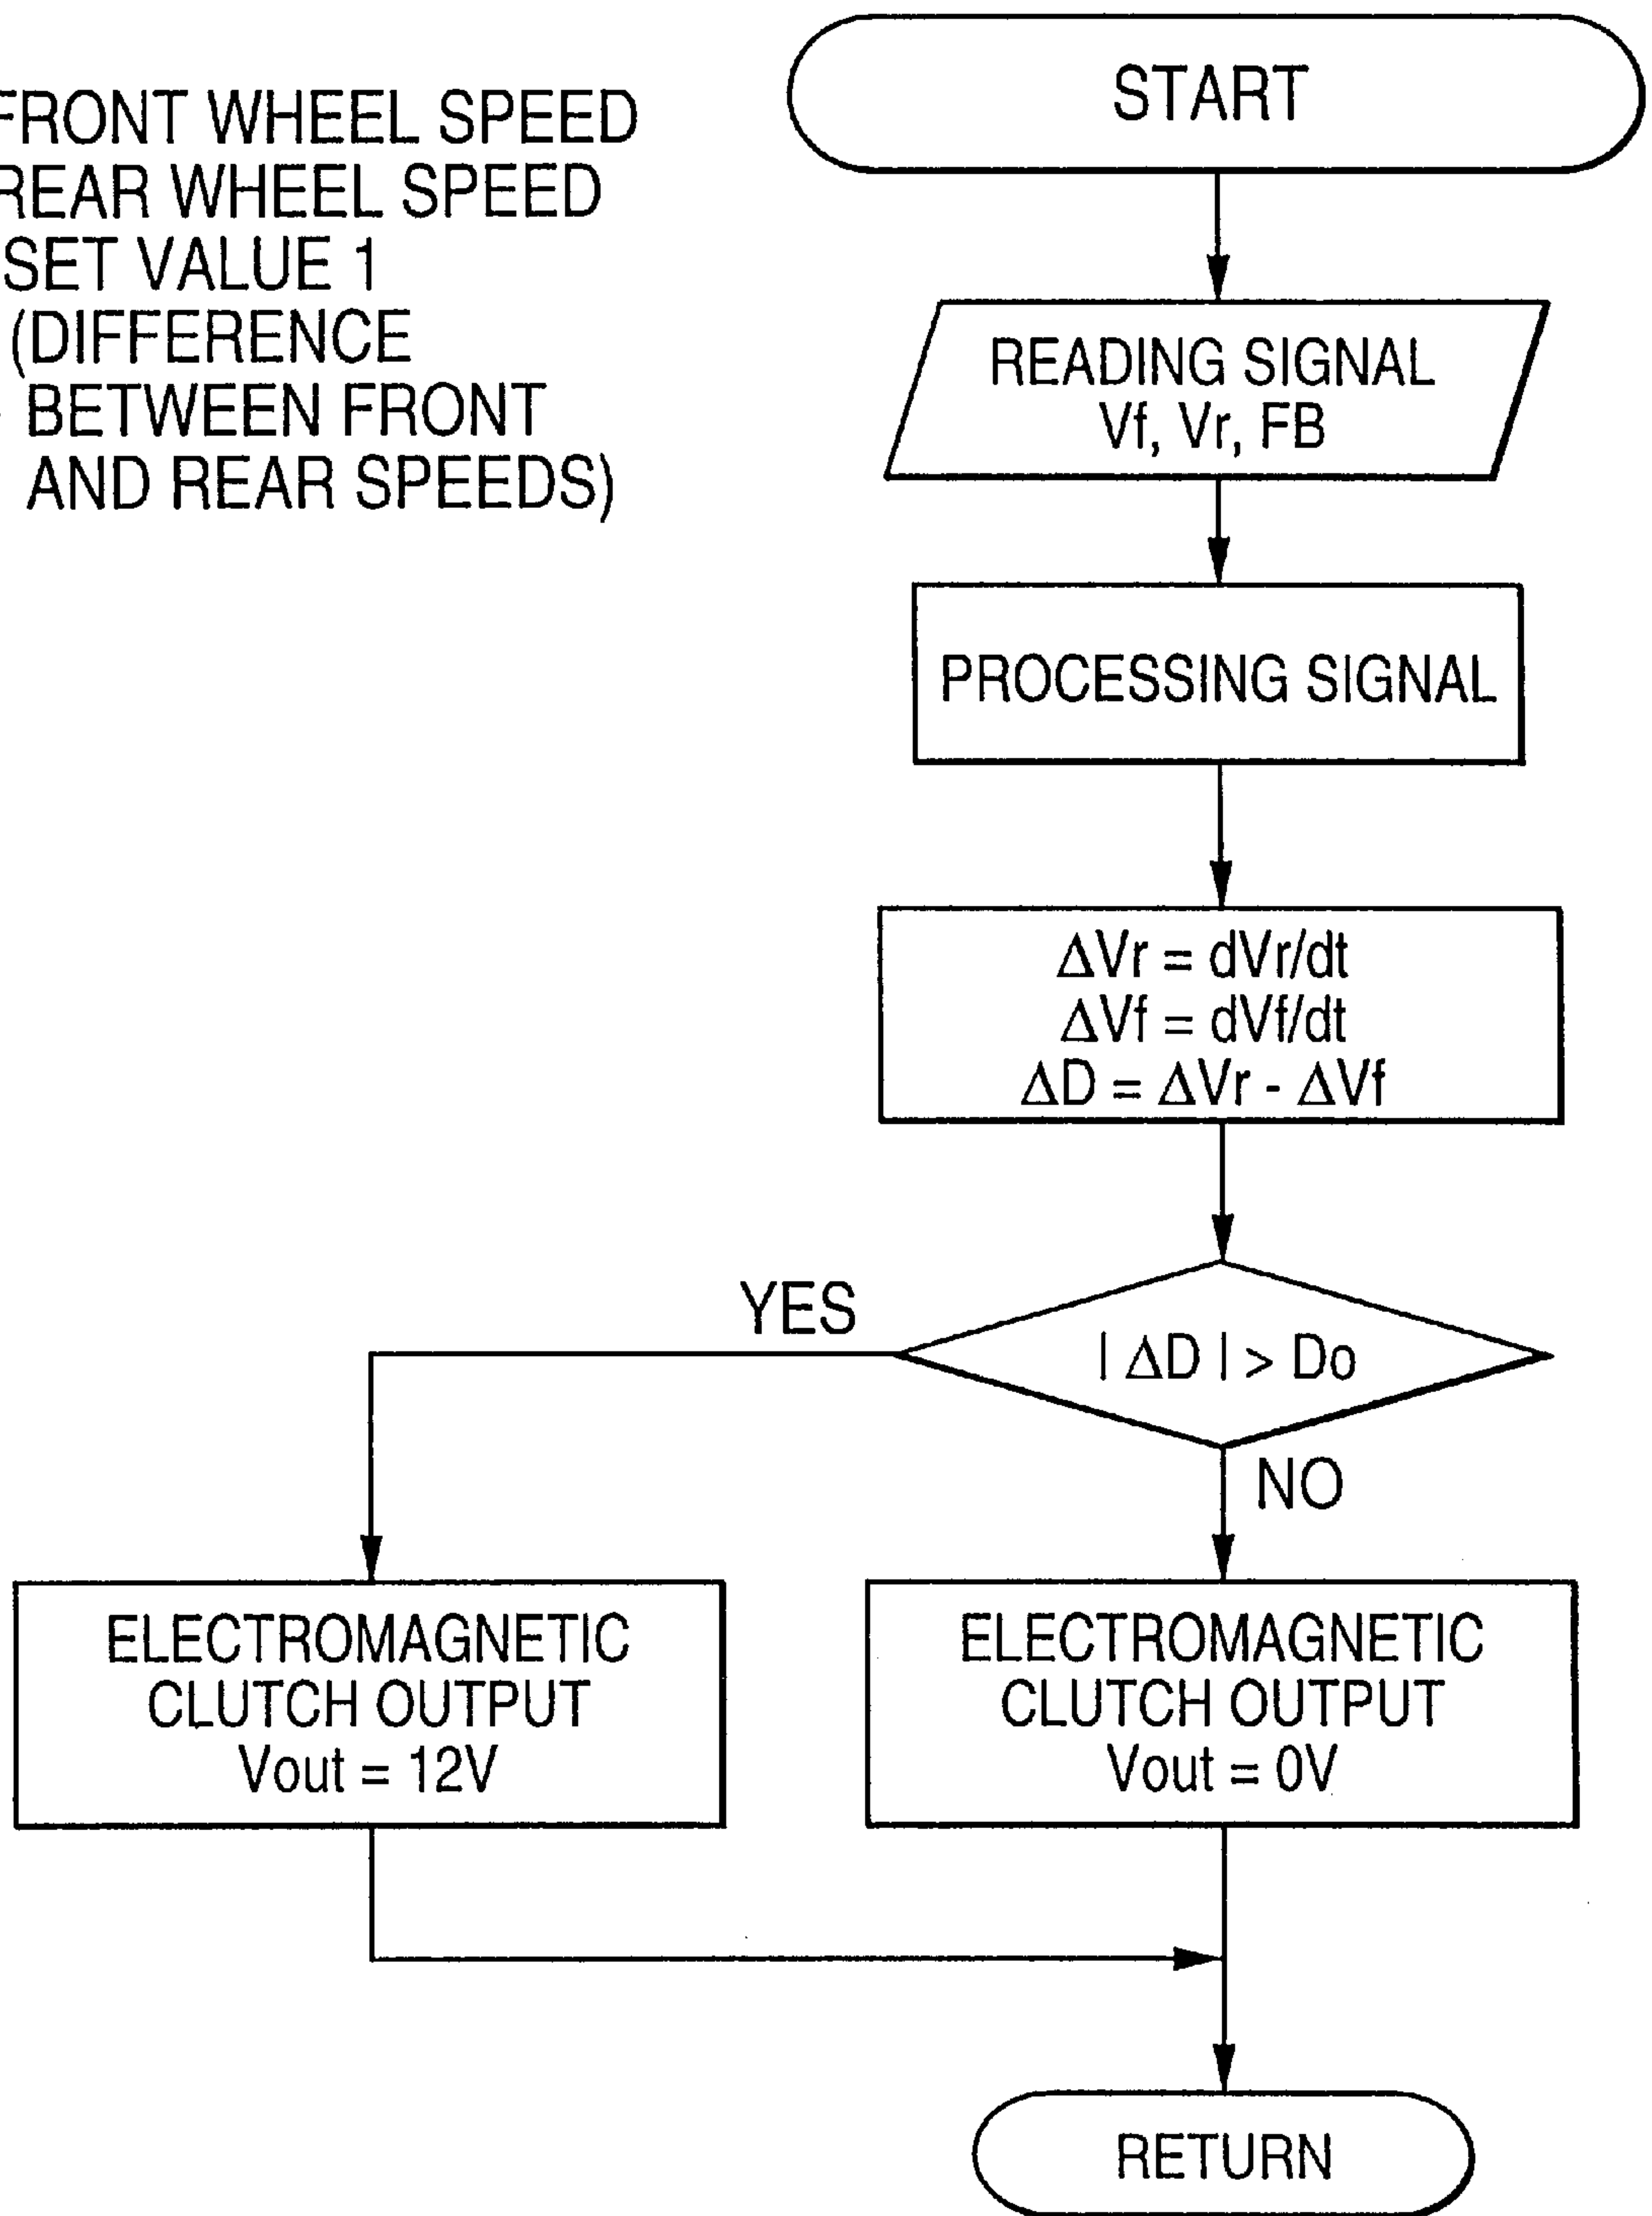 FRONT WHEEL SPEED
REAR WHEEL SPEED
SET VALUE 1
(DIFFERENCE
BETWEEN FRONT
AND REAR SPEEDS)
START
READING SIGNAL
Vf, Vr, FB
PROCESSING SIGNAL
ΔVr = dVr/dt
ΔVf = dVf/dt
ΔD = ΔVr - ΔVf
| ΔD | > Do
YES
NO
ELECTROMAGNETIC
CLUTCH OUTPUT
Vout = 12V
ELECTROMAGNETIC
CLUTCH OUTPUT
Vout = 0V
RETURN